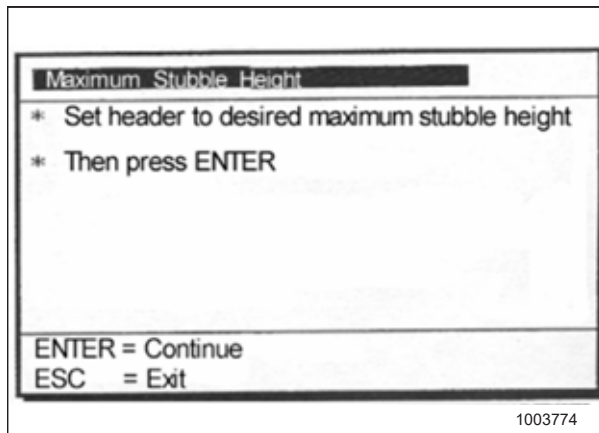 Maximum Stubble Height
* Set header to desired maximum stubble height
* Then press ENTER
ENTER = Continue
ESC = Exit
1003774